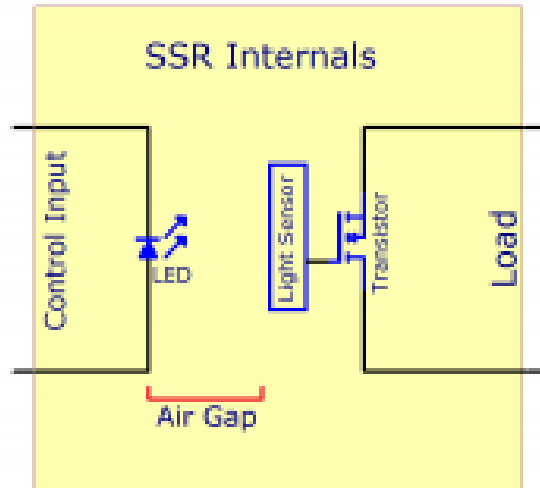 SSR Internals
Control Input
LED
Light Sensor
Transistor
Load
Air Gap